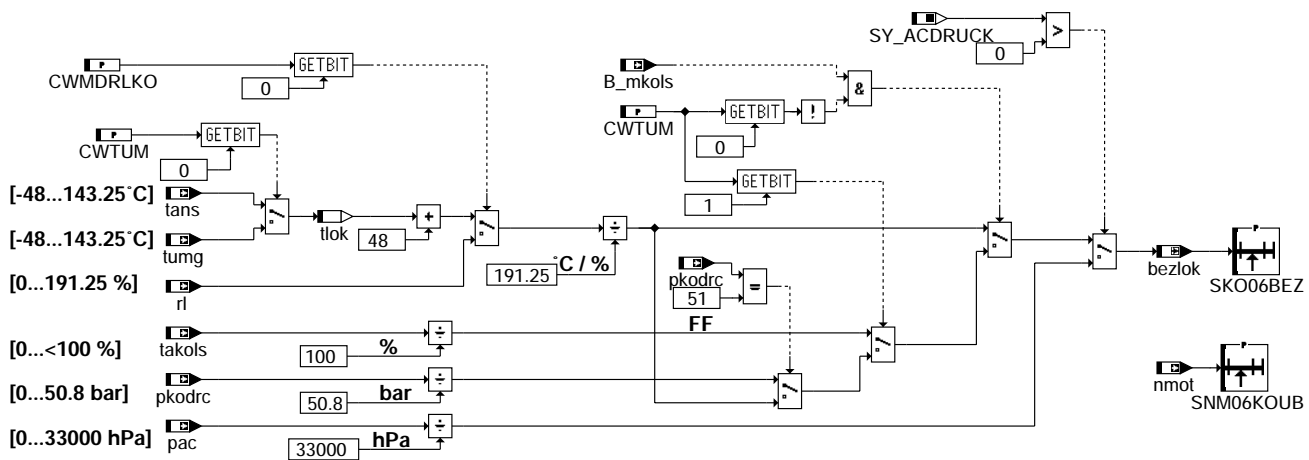 SY_ACDRUCK
>
0
P
CWMDRLKO
GETBIT
0
B_mkols
&
P
CWTUM
GETBIT
!
0
P
CWTUM
GETBIT
0
GETBIT
1
[-48...143.25°C]
tans
[-48...143.25°C]
tumg
tlok
+
48
÷
191.25
°C / %
P
bezlok
SKO06BEZ
[0...191.25 %]
rl
pkodrc
=
51
FF
[0...<100 %]
takols
÷
100
%
[0...50.8 bar]
pkodrc
÷
50.8
bar
P
nmot
SNM06KOUB
[0...33000 hPa]
pac
÷
33000
hPa